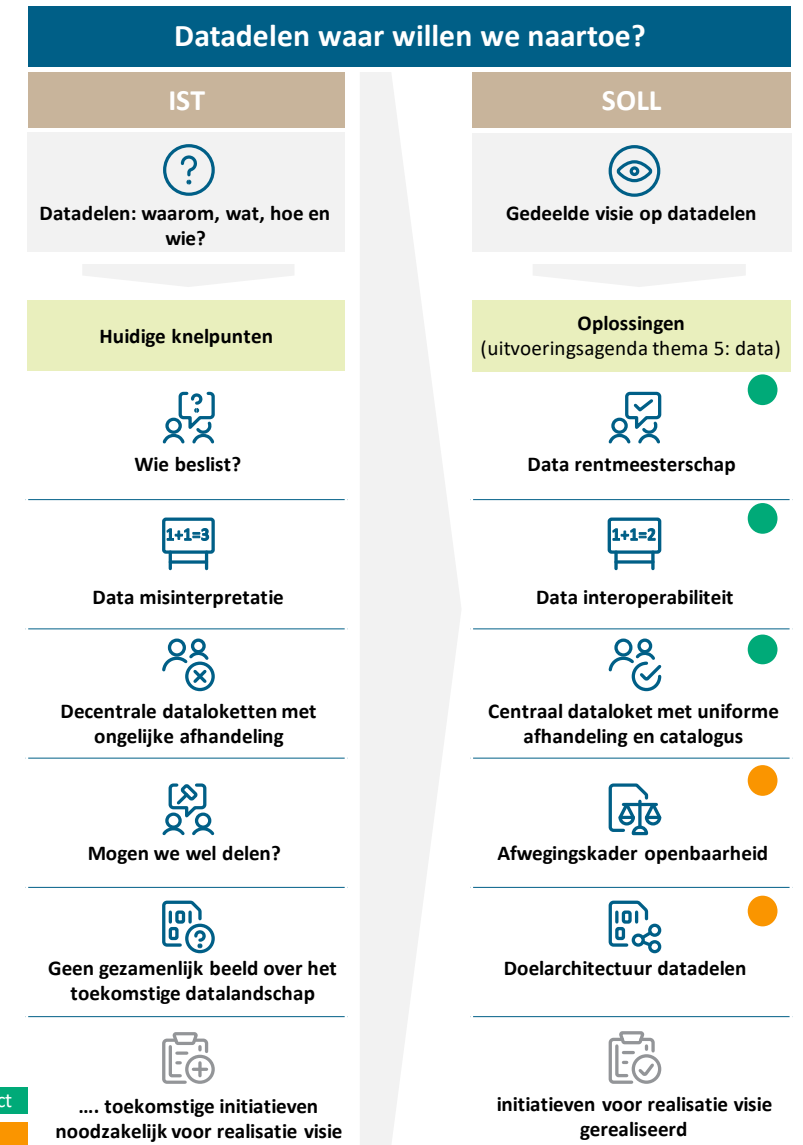 Datadelen waar willen we naartoe?
IST
Datadelen: waarom, wat, hoe en
wie?
Huidige knelpunten
Wie beslist?
1+1=3
Data misinterpretatie
Decentrale dataloketten met
ongelijke afhandeling
Mogen we wel delen?
Geen gezamenlijk beeld over het
toekomstige datalandschap
.... toekomstige initiatieven
noodzakelijk voor realisatie visie
SOLL
Gedeelde visie op datadelen
Oplossingen
(uitvoeringsagenda thema 5: data)
Data rentmeesterschap
1+1=2
Data interoperabiliteit
Centraal dataloket met uniforme
afhandeling en catalogus
Afwegingskader openbaarheid
Doelarchitectuur datadelen
initiatieven voor realisatie visie
gerealiseerd